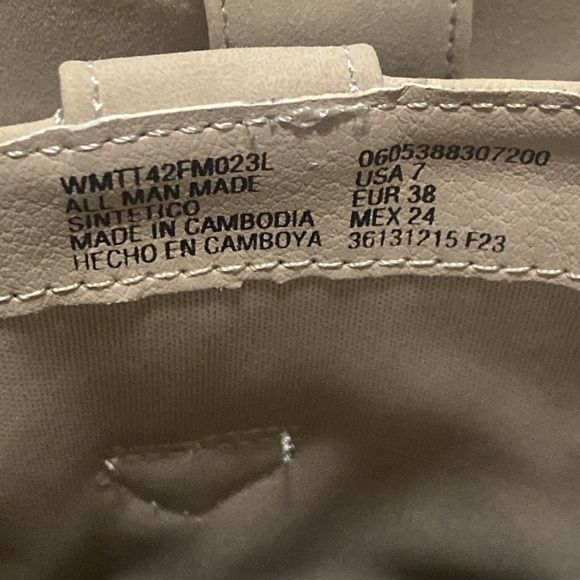 WMTT42FM023L
ALL MAN MADE
SINTETICO
MADE IN CAMBODIA
HECHO EN CAMBOYA
0605388307200
USA 7
EUR 38
MEX 24
36131215 F23